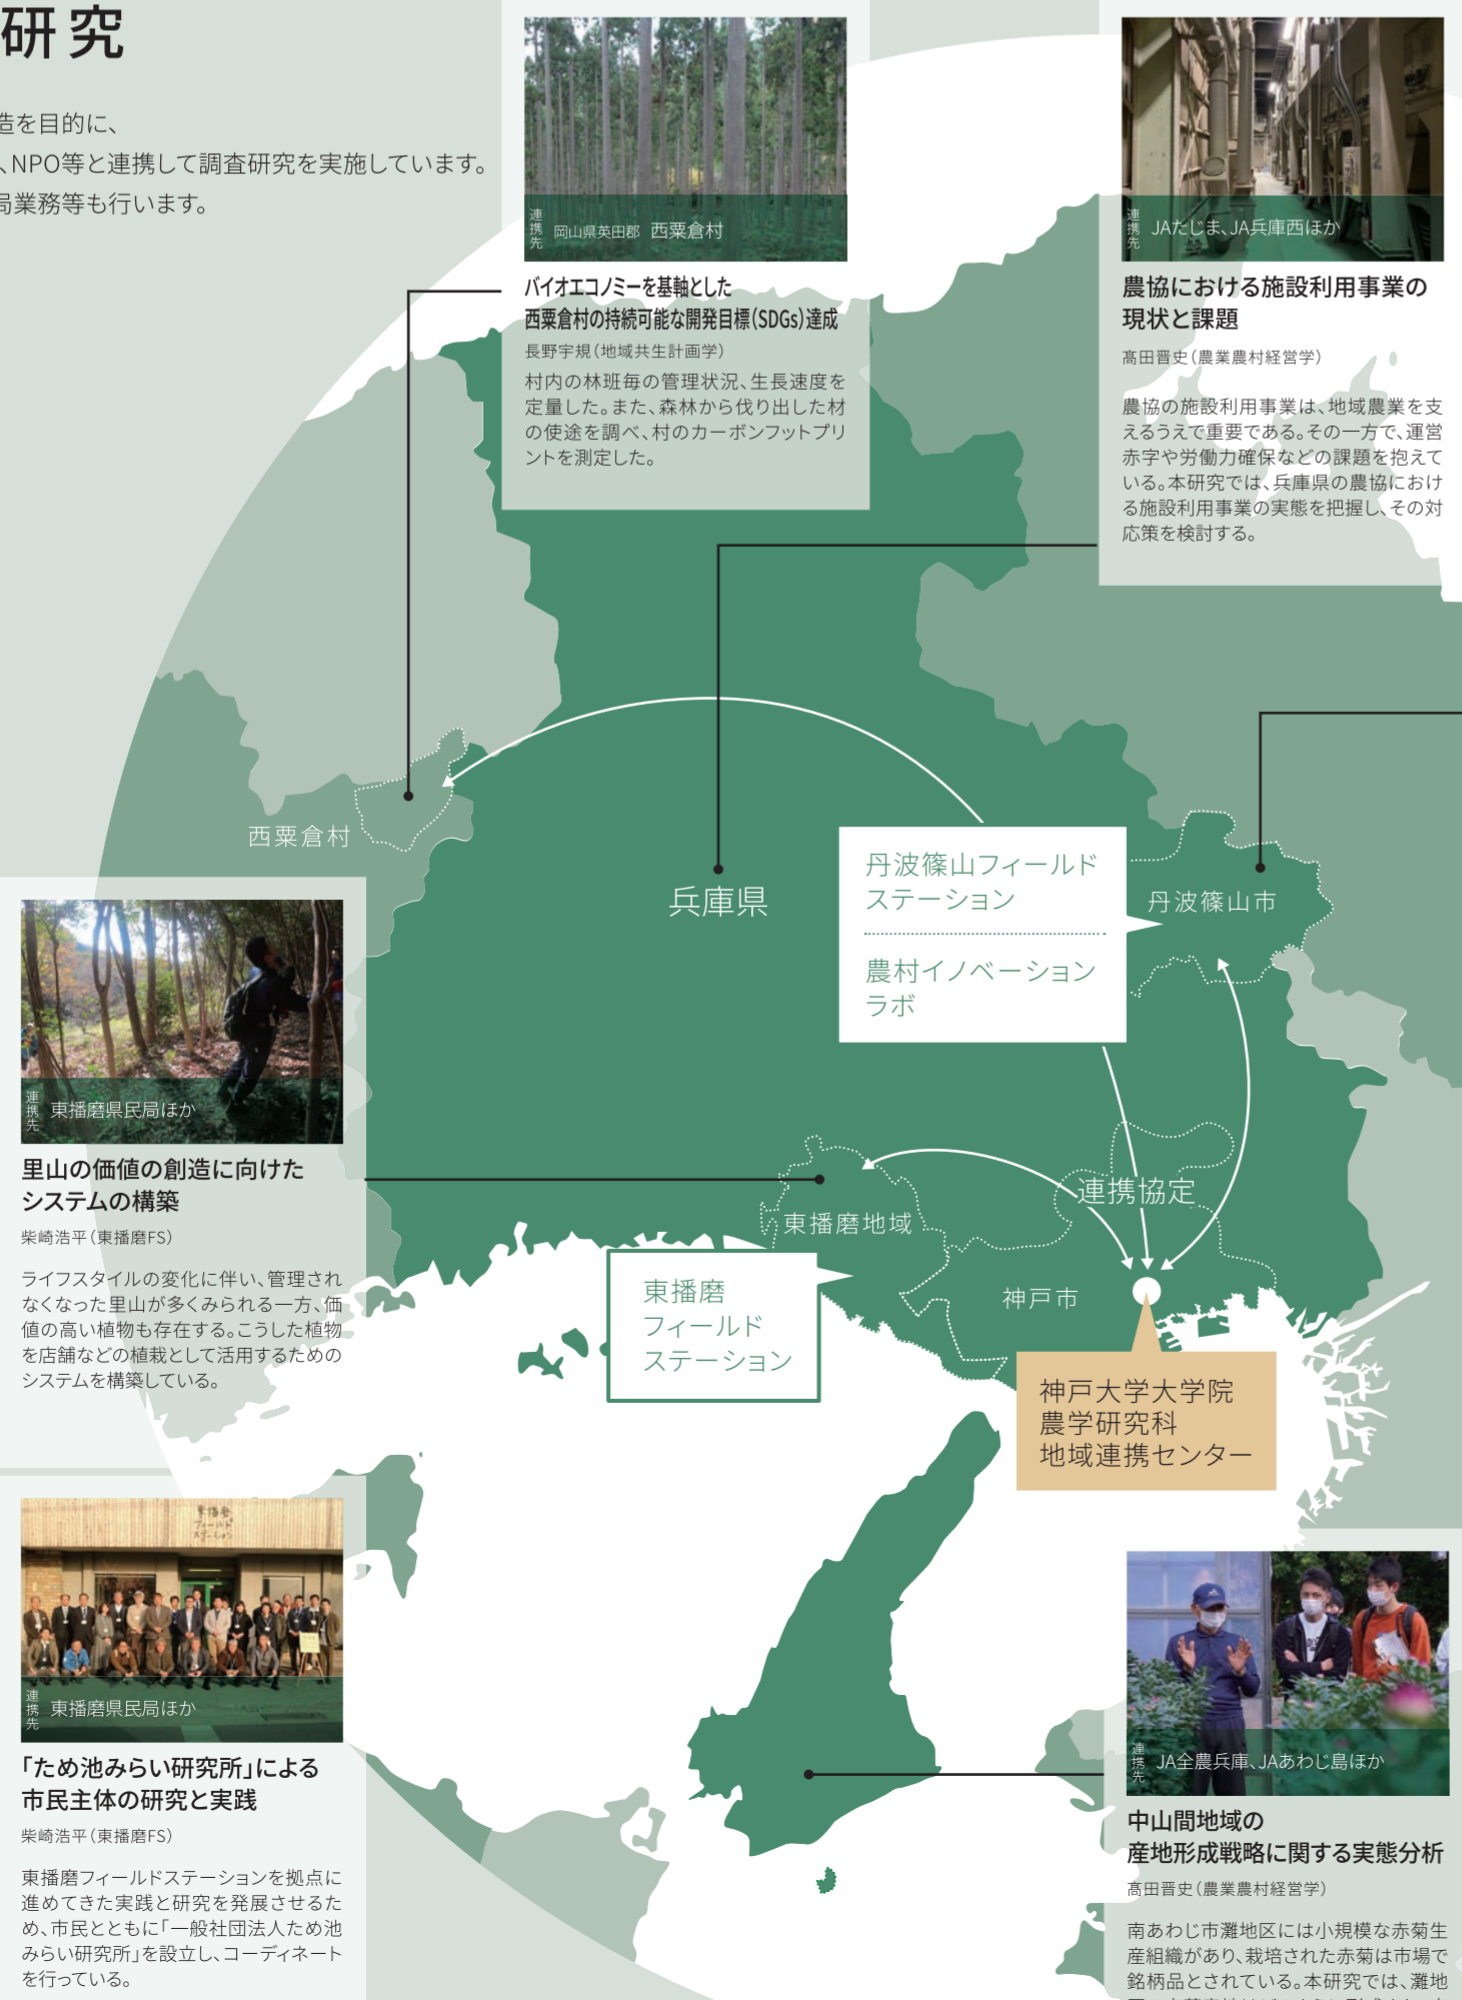 研究
造を目的に、
、NPO等と連携して調査研究を実施しています。
局業務等も行います。
連携先 岡山県英田郡 西粟倉村
バイオエコノミーを基軸とした
西粟倉村の持続可能な開発目標(SDGs)達成
長野宇規(地域共生計画学)
村内の林班毎の管理状況、生長速度を
定量した。また、森林から伐り出した材
の使途を調べ、村のカーボンフットプリ
ントを測定した。
連携先 JAたじま、JA兵庫西ほか
農協における施設利用事業の
現状と課題
髙田晋史(農業農村経営学)
農協の施設利用事業は、地域農業を支
えるうえで重要である。その一方で、運営
赤字や労働力確保などの課題を抱えて
いる。本研究では、兵庫県の農協におけ
る施設利用事業の実態を把握し、その対
応策を検討する。
西粟倉村
兵庫県
丹波篠山フィールド
ステーション
農村イノベーション
ラボ
丹波篠山市
連携先 東播磨県民局ほか
里山の価値の創造に向けた
システムの構築
柴崎浩平(東播磨FS)
ライフスタイルの変化に伴い、管理され
なくなった里山が多くみられる一方、価
値の高い植物も存在する。こうした植物
を店舗などの植栽として活用するための
システムを構築している。
連携協定
東播磨地域
神戸市
東播磨
フィールド
ステーション
神戸大学大学院
農学研究科
地域連携センター
東播磨
フィールド
ステーション
連携先 東播磨県民局ほか
「ため池みらい研究所」による
市民主体の研究と実践
柴崎浩平(東播磨FS)
東播磨フィールドステーションを拠点に
進めてきた実践と研究を発展させるた
め、市民とともに「一般社団法人ため池
みらい研究所」を設立し、コーディネート
を行っている。
連携先 JA全農兵庫、JAあわじ島ほか
中山間地域の
産地形成戦略に関する実態分析
髙田晋史(農業農村経営学)
南あわじ市灘地区には小規模な赤菊生
産組織があり、栽培された赤菊は市場で
銘柄品とされている。本研究では、灘地